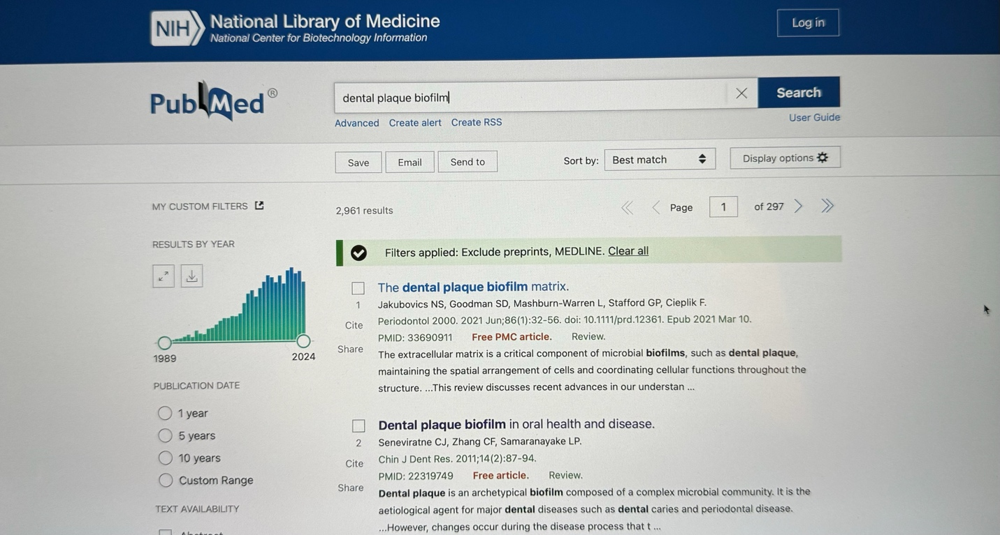 NIH
National Library of Medicine
National Center for Biotechnology Information
Log in
PubMed®
dental plaque biofilm
Search
Advanced Create alert Create RSS
User Guide
Save Email Send to
Sort by: Best match
Display options
MY CUSTOM FILTERS
2,961 results
Page 1 of 297
RESULTS BY YEAR
1989 2024
Filters applied: Exclude preprints, MEDLINE. Clear all
The dental plaque biofilm matrix.
1
Jakubovics NS, Goodman SD, Mashburn-Warren L, Stafford GP, Cieplik F.
Cite
Periodontol 2000. 2021 Jun;86(1):32-56. doi: 10.1111/prd.12361. Epub 2021 Mar 10.
PMID: 33690911 Free PMC article. Review.
Share
The extracellular matrix is a critical component of microbial biofilms, such as dental plaque,
maintaining the spatial arrangement of cells and coordinating cellular functions throughout the
structure. ...This review discusses recent advances in our understan ...
PUBLICATION DATE
1 year
5 years
10 years
Custom Range
Dental plaque biofilm in oral health and disease.
2
Seneviratne CJ, Zhang CF, Samaranayake LP.
Cite
Chin J Dent Res. 2011;14(2):87-94.
PMID: 22319749 Free article. Review.
Share
Dental plaque is an archetypical biofilm composed of a complex microbial community. It is the
aetiological agent for major dental diseases such as dental caries and periodontal disease.
...However, changes occur during the disease process that t ...
TEXT AVAILABILITY